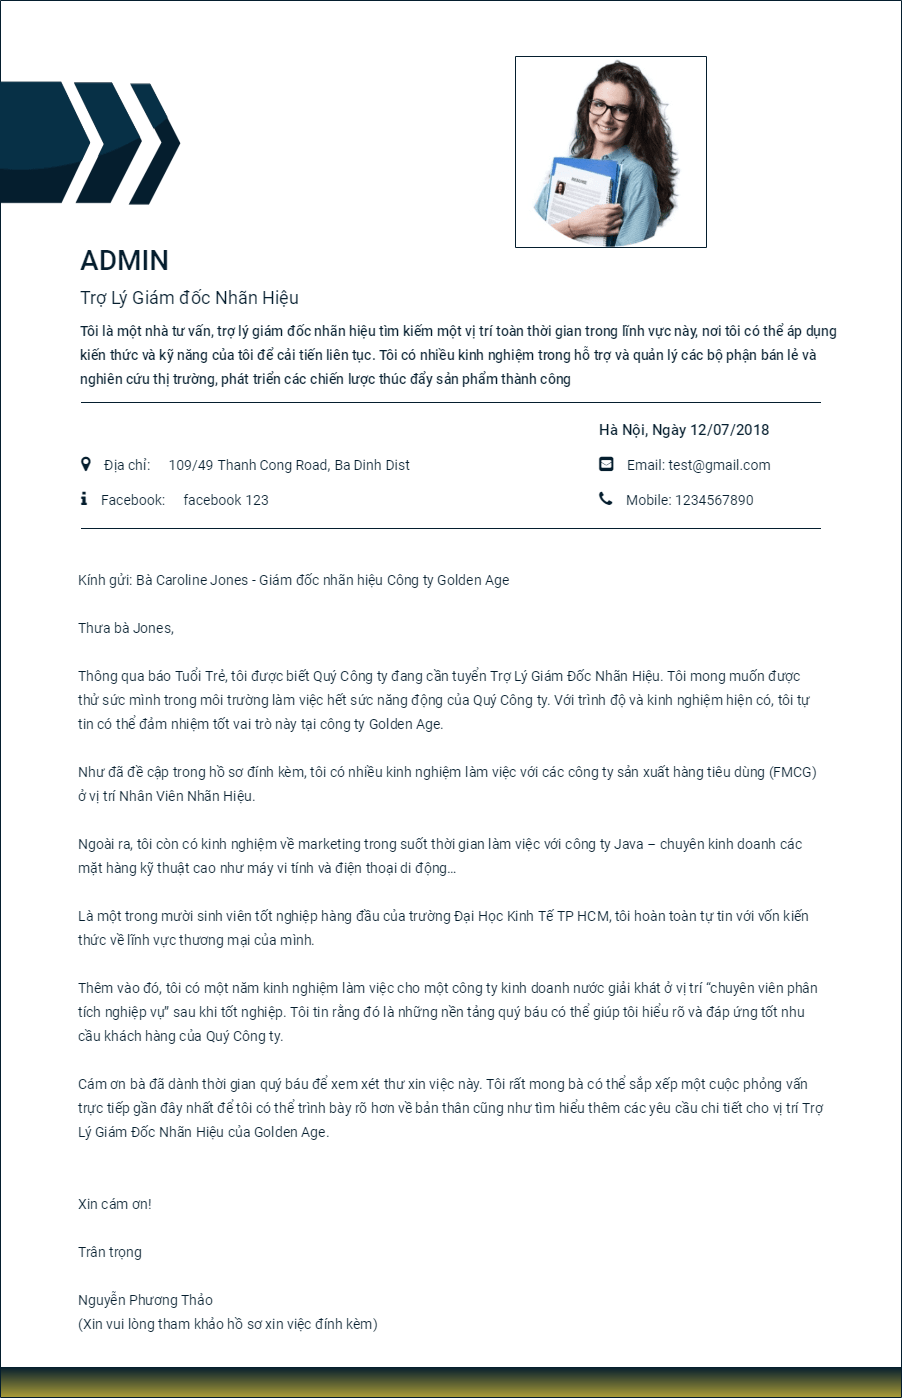 ADMIN
Trợ Lý Giám đốc Nhãn Hiệu
Tôi là một nhà tư vấn, trợ lý giám đốc nhãn hiệu tìm kiếm một vị trí toàn thời gian trong lĩnh vực này, nơi tôi có thể áp dụng
kiến thức và kỹ năng của tôi để cải tiến liên tục. Tôi có nhiều kinh nghiệm trong hỗ trợ và quản lý các bộ phận bán lẻ và
nghiên cứu thị trường, phát triển các chiến lược thúc đẩy sản phẩm thành công
Hà Nội, Ngày 12/07/2018
Địa chỉ: 109/49 Thanh Cong Road, Ba Dinh Dist
Email: test@gmail.com
Facebook: facebook 123
Mobile: 1234567890
Kính gửi: Bà Caroline Jones - Giám đốc nhãn hiệu Công ty Golden Age
Thưa bà Jones,
Thông qua báo Tuổi Trẻ, tôi được biết Quý Công ty đang cần tuyển Trợ Lý Giám Đốc Nhãn Hiệu. Tôi mong muốn được
thử sức mình trong môi trường làm việc hết sức năng động của Quý Công ty. Với trình độ và kinh nghiệm hiện có, tôi tự
tin có thể đảm nhiệm tốt vai trò này tại công ty Golden Age.
Như đã đề cập trong hồ sơ đính kèm, tôi có nhiều kinh nghiệm làm việc với các công ty sản xuất hàng tiêu dùng (FMCG)
ở vị trí Nhân Viên Nhãn Hiệu.
Ngoài ra, tôi còn có kinh nghiệm về marketing trong suốt thời gian làm việc với công ty Java – chuyên kinh doanh các
mặt hàng kỹ thuật cao như máy vi tính và điện thoại di động...
Là một trong mười sinh viên tốt nghiệp hàng đầu của trường Đại Học Kinh Tế TP HCM, tôi hoàn toàn tự tin với vốn kiến
thức về lĩnh vực thương mại của mình.
Thêm vào đó, tôi có một năm kinh nghiệm làm việc cho một công ty kinh doanh nước giải khát ở vị trí “chuyên viên phân
tích nghiệp vụ” sau khi tốt nghiệp. Tôi tin rằng đó là những nền tảng quý báu có thể giúp tôi hiểu rõ và đáp ứng tốt nhu
cầu khách hàng của Quý Công ty.
Cám ơn bà đã dành thời gian quý báu để xem xét thư xin việc này. Tôi rất mong bà có thể sắp xếp một cuộc phỏng vấn
trực tiếp gần đây nhất để tôi có thể trình bày rõ hơn về bản thân cũng như tìm hiểu thêm các yêu cầu chi tiết cho vị trí Trợ
Lý Giám Đốc Nhãn Hiệu của Golden Age.
Xin cám ơn!
Trân trọng
Nguyễn Phương Thảo
(Xin vui lòng tham khảo hồ sơ xin việc đính kèm)